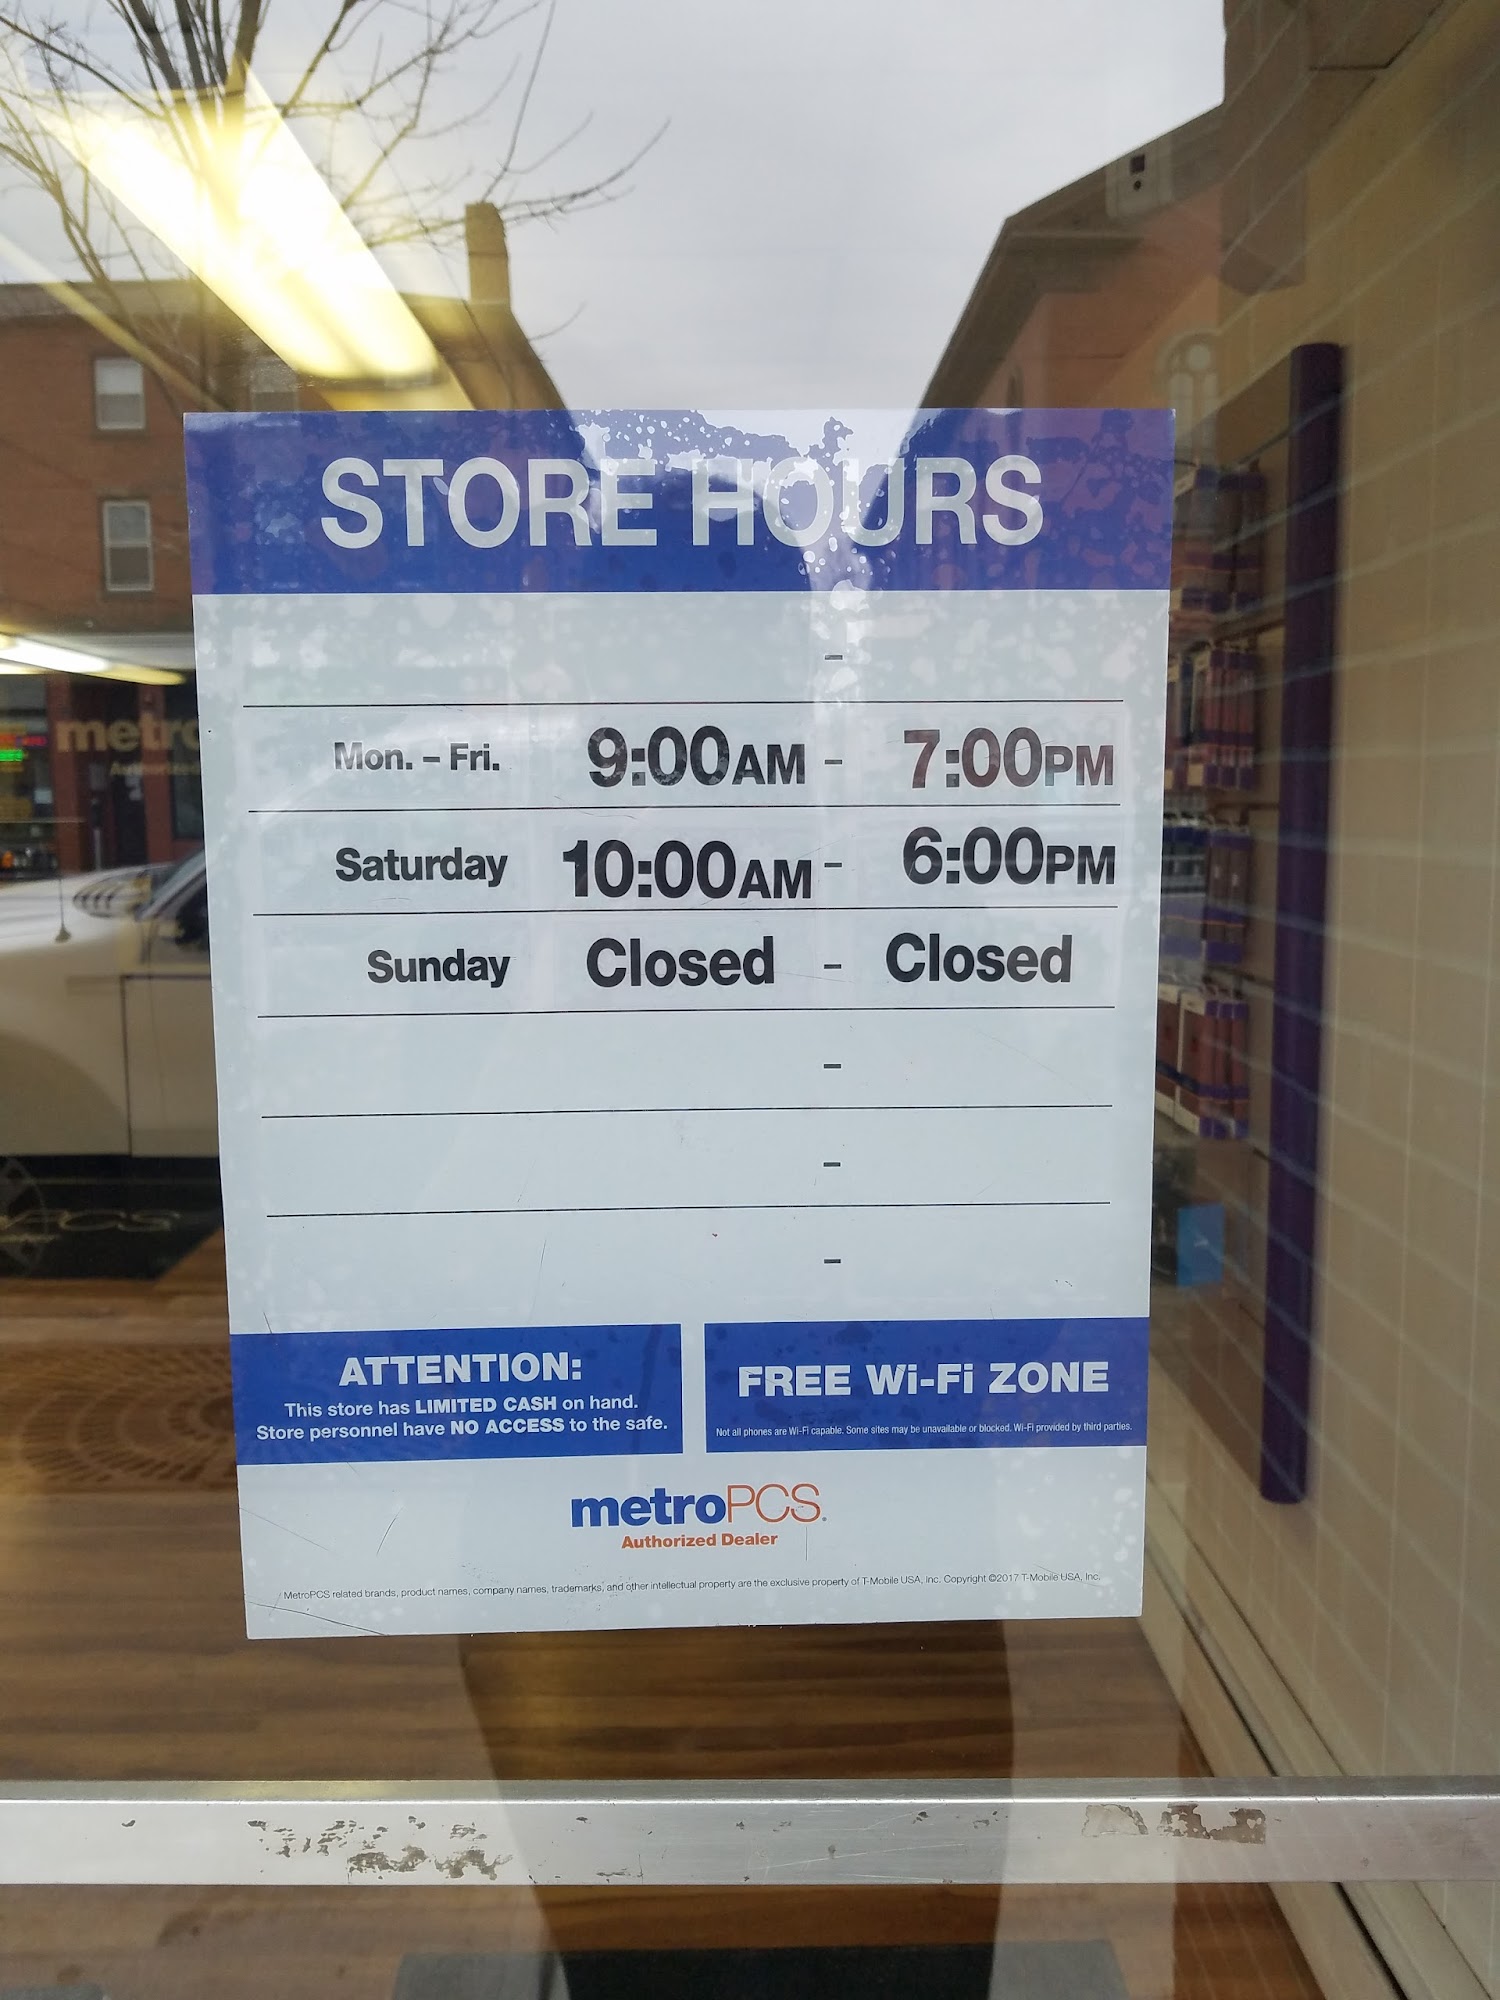 STORE HOURS
-
Mon. – Fri. 9:00AM - 7:00PM
Saturday 10:00AM - 6:00PM
Sunday Closed - Closed
-
-
-
ATTENTION:
This store has LIMITED CASH on hand.
Store personnel have NO ACCESS to the safe.
FREE Wi-Fi ZONE
Not all phones are Wi-Fi capable. Some sites may be unavailable or blocked. Wi-Fi provided by third parties.
metroPCS.
Authorized Dealer
MetroPCS related brands, product names, company names, trademarks, and other intellectual property are the exclusive property of T-Mobile USA, Inc. Copyright ©2017 T-Mobile USA, Inc.
metro